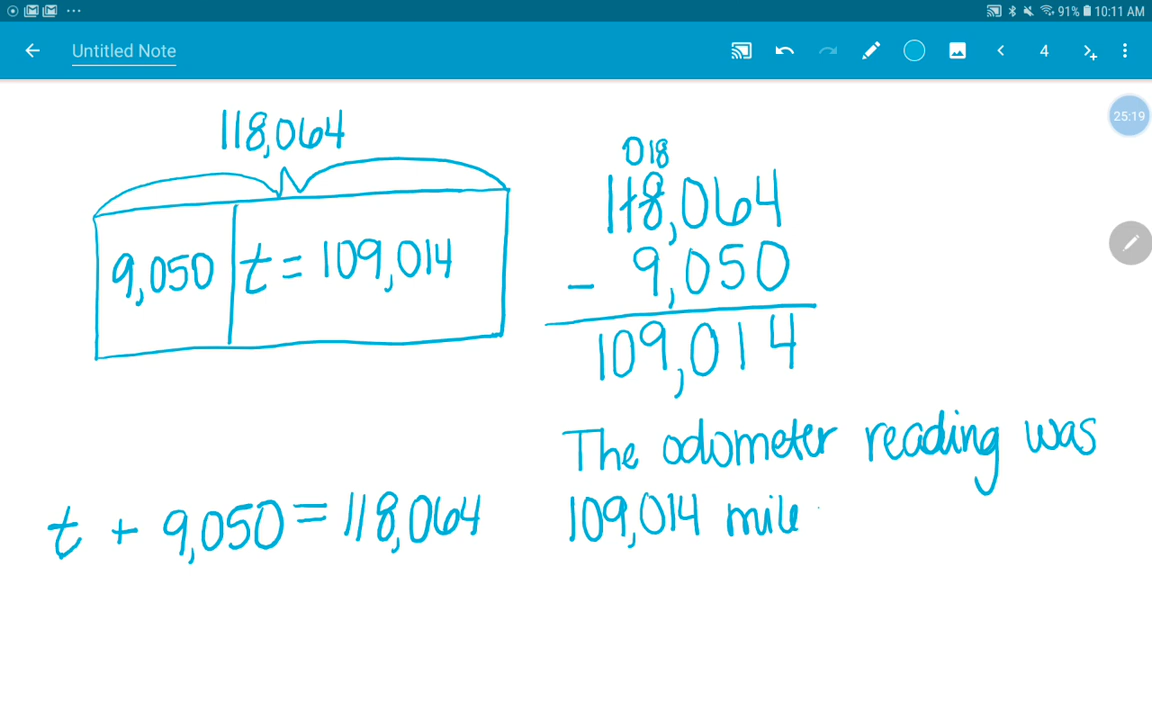 91% 10:11 AM
Untitled Note
4
25:19
118,064
9,050 t = 109,014
018
118,064
- 9,050
109,014
The odometer reading was
109,014 mile
t + 9,050 = 118,064